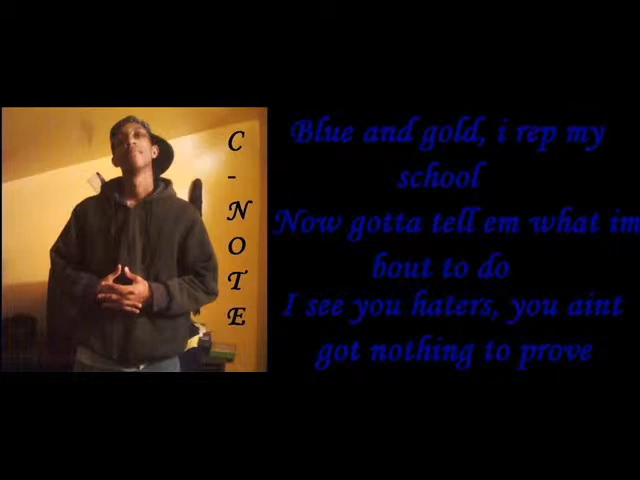 C
-
N
O
T
E
Blue and gold, i rep my
school
Now gotta tell em what im
bout to do
I see you haters, you aint
got nothing to prove